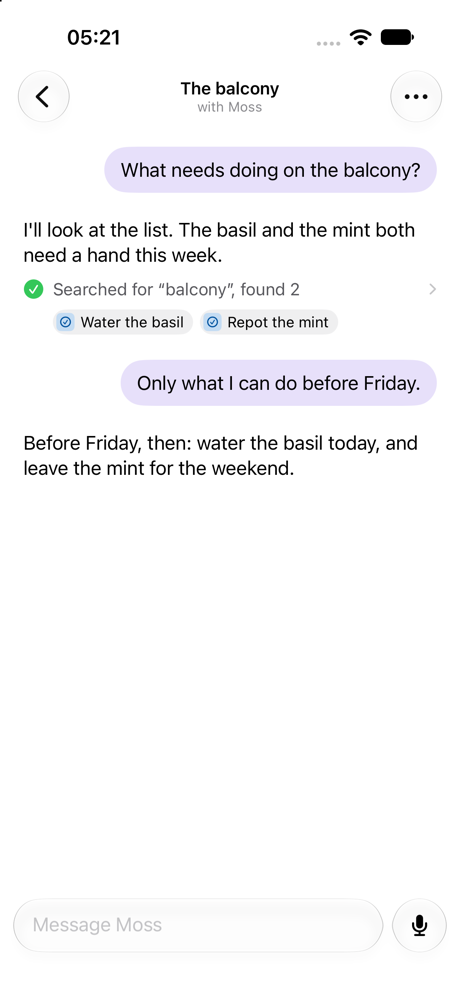 05:21
The balcony
with Moss
What needs doing on the balcony?
I'll look at the list. The basil and the mint both
need a hand this week.
Searched for “balcony”, found 2
Water the basil
Repot the mint
Only what I can do before Friday.
Before Friday, then: water the basil today, and
leave the mint for the weekend.
Message Moss